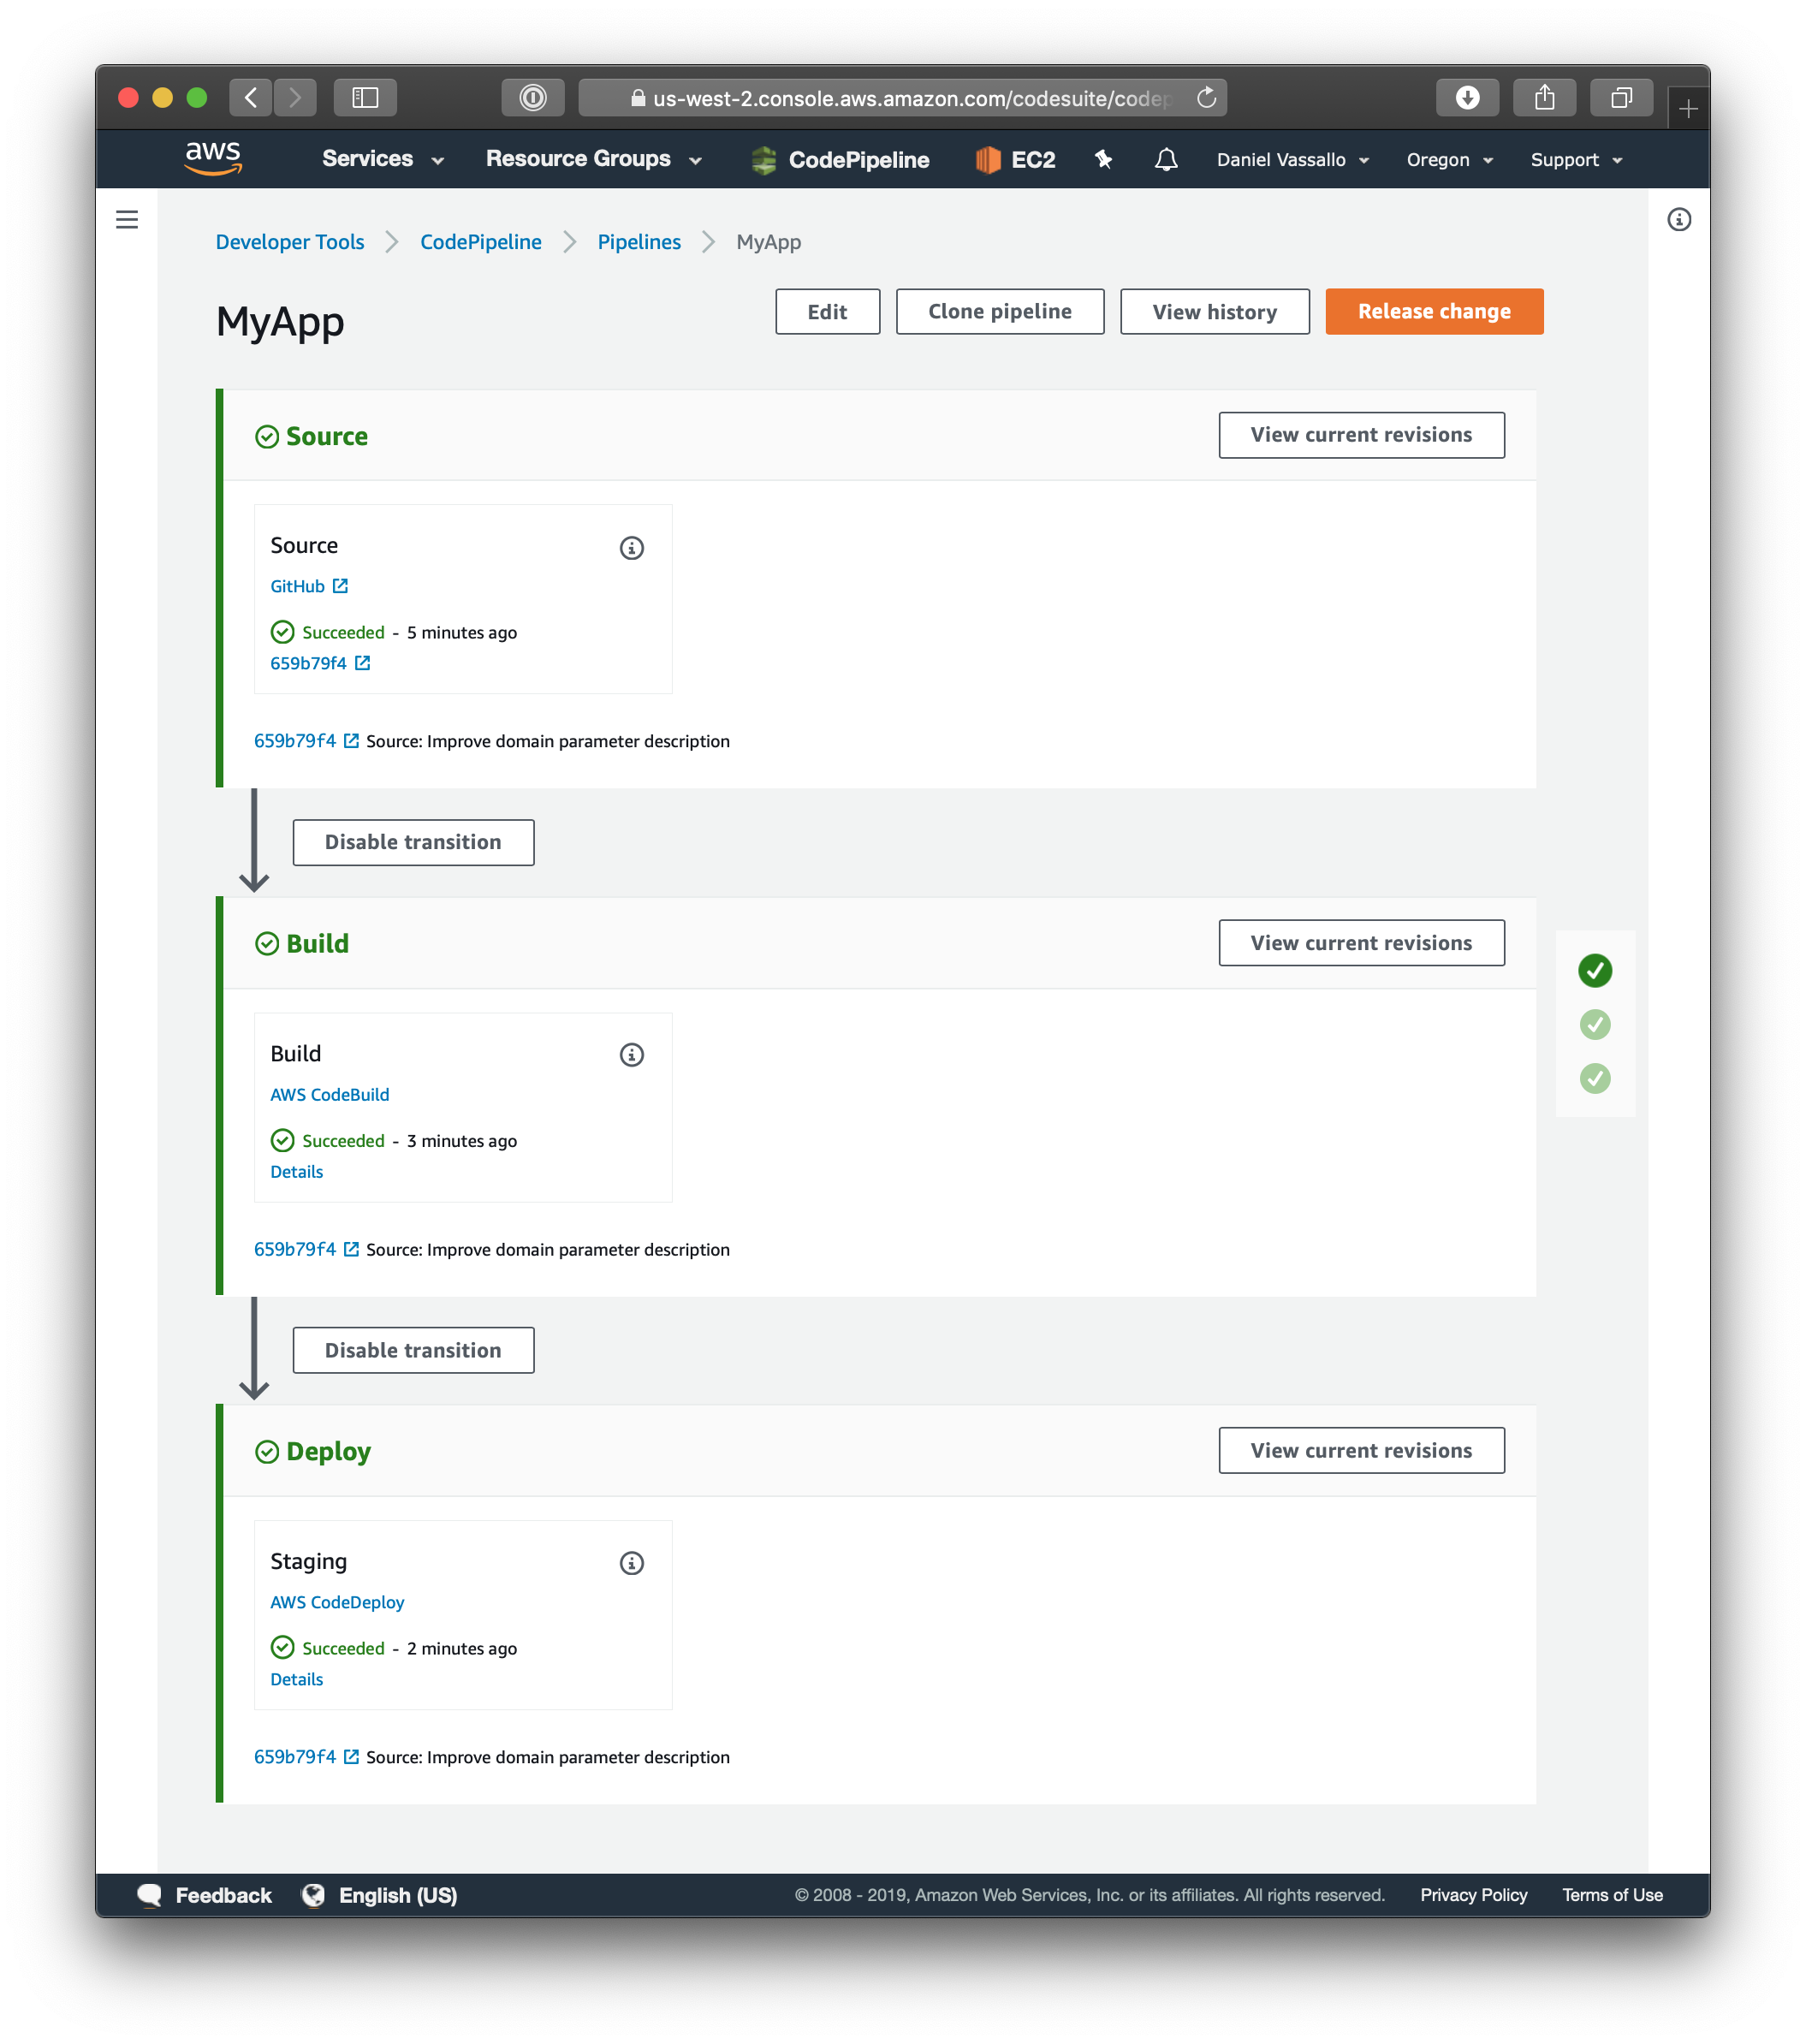 us-west-2.console.aws.amazon.com/codesuite/codep
aws Services Resource Groups CodePipeline EC2 Daniel Vassallo Oregon Support
Developer Tools CodePipeline Pipelines MyApp
MyApp Edit Clone pipeline View history Release change
Source View current revisions
Source
GitHub
Succeeded - 5 minutes ago
659b79f4
659b79f4 Source: Improve domain parameter description
Disable transition
Build View current revisions
Build
AWS CodeBuild
Succeeded - 3 minutes ago
Details
659b79f4 Source: Improve domain parameter description
Disable transition
Deploy View current revisions
Staging
AWS CodeDeploy
Succeeded - 2 minutes ago
Details
659b79f4 Source: Improve domain parameter description
Feedback English (US) © 2008 - 2019, Amazon Web Services, Inc. or its affiliates. All rights reserved. Privacy Policy Terms of Use